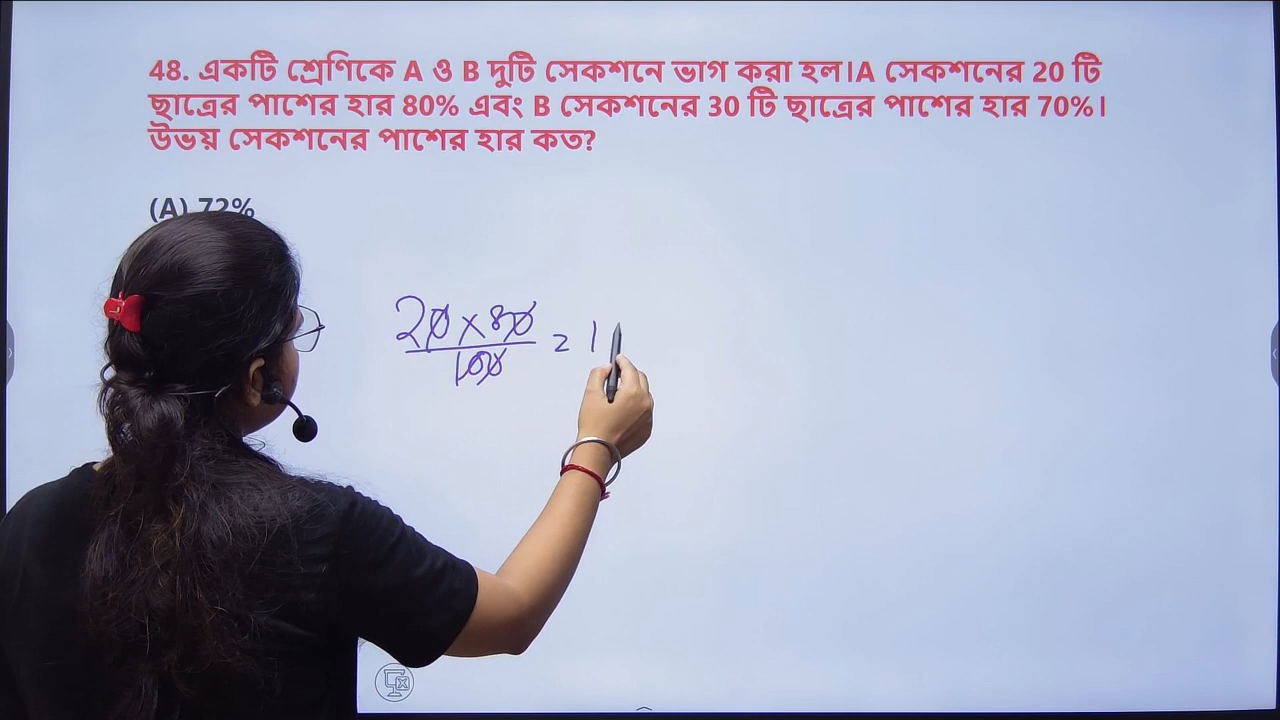 48. একটি শ্রেণিকে A ও B দুটি সেকশনে ভাগ করা হল।A সেকশনের 20 টি
ছাত্রের পাশের হার 80% এবং B সেকশনের 30 টি ছাত্রের পাশের হার 70%।
উভয় সেকশনের পাশের হার কত?
(A) 72%
20 × 80
100
= 1